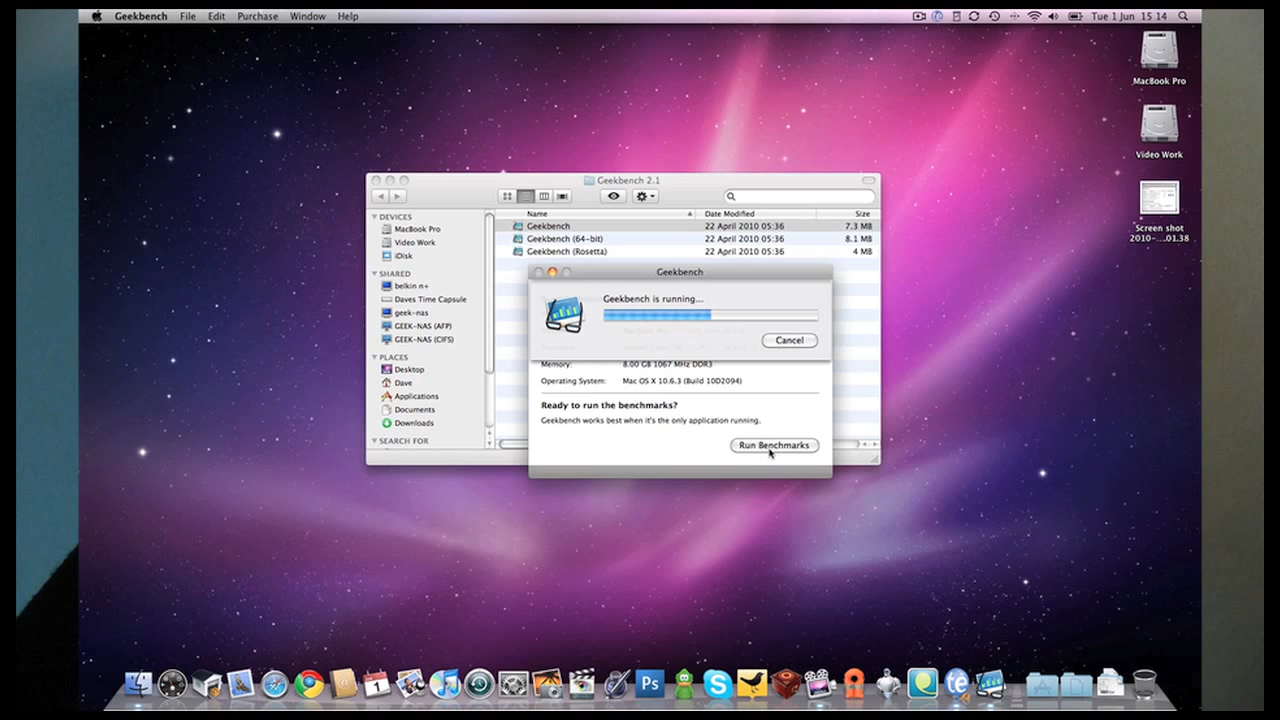 Geekbench File Edit Purchase Window Help Tue 1 Jun 15 14
MacBook Pro
Video Work
Screen shot
2010-...01.38
Geekbench 2.1
DEVICES
MacBook Pro
Video Work
iDisk
SHARED
belkin n+
Daves Time Capsule
geek-nas
GEEK-NAS (AFP)
GEEK-NAS (CIFS)
PLACES
Desktop
Dave
Applications
Documents
Downloads
SEARCH FOR
Name Date Modified Size
Geekbench 22 April 2010 05:36 7.3 MB
Geekbench (64-bit) 22 April 2010 05:36 8.1 MB
Geekbench (Rosetta) 22 April 2010 05:36 4 MB
Geekbench
Geekbench is running...
Cancel
Memory: 8.00 GB 1067 MHz DDR3
Operating System: Mac OS X 10.6.3 (Build 10D2094)
Ready to run the benchmarks?
Geekbench works best when it's the only application running.
Run Benchmarks
1
Ps
te